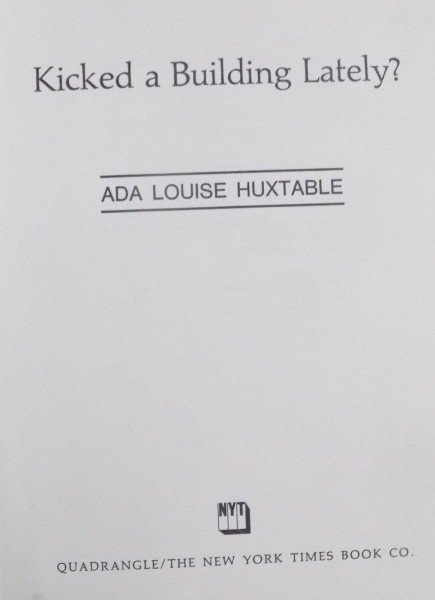 Kicked a Building Lately?
ADA LOUISE HUXTABLE
NYT
QUADRANGLE/THE NEW YORK TIMES BOOK CO.